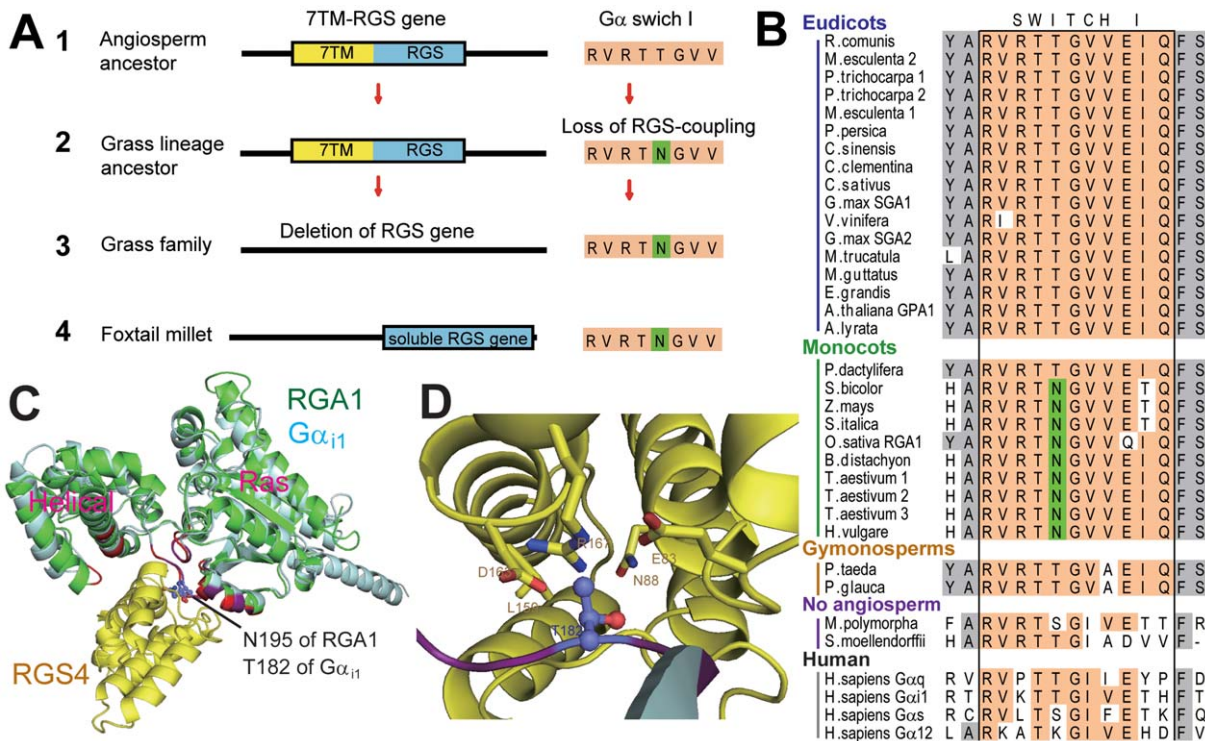 A
7TM-RGS gene
Gα swich I
1 Angiosperm ancestor
7TM RGS
R V R T T G V V
2 Grass lineage ancestor
7TM RGS
Loss of RGS-coupling
R V R T N G V V
3 Grass family
Deletion of RGS gene
R V R T N G V V
4 Foxtail millet
soluble RGS gene
R V R T N G V V
B
S W I T C H I
Eudicots
R.comunis Y A R V R T T G V V E I Q F S
M.esculenta 2 Y A R V R T T G V V E I Q F S
P.trichocarpa 1 Y A R V R T T G V V E I Q F S
P.trichocarpa 2 Y A R V R T T G V V E I Q F S
M.esculenta 1 Y A R V R T T G V V E I Q F S
P.persica Y A R V R T T G V V E I Q F S
C.sinensis Y A R V R T T G V V E I Q F S
C.clementina Y A R V R T T G V V E I Q F S
C.sativus Y A R V R T T G V V E I Q F S
G.max SGA1 Y A R V R T T G V V E I Q F S
V.vinifera Y A R I R T T G V V E I Q F S
G.max SGA2 Y A R V R T T G V V E I Q F S
M.trucatula L A R V R T T G V V E I Q F S
M.guttatus Y A R V R T T G V V E I Q F S
E.grandis Y A R V R T T G V V E I Q F S
A.thaliana GPA1 Y A R V R T T G V V E I Q F S
A.lyrata Y A R V R T T G V V E I Q F S
Monocots
P.dactylifera Y A R V R T T G V V E I Q F S
S.bicolor H A R V R T N G V V E T Q F S
Z.mays H A R V R T N G V V E T Q F S
S.italica H A R V R T N G V V E T Q F S
O.sativa RGA1 Y A R V R T N G V V Q I Q F S
B.distachyon H A R V R T N G V V E I Q F S
T.aestivum 1 H A R V R T N G V V E I Q F S
T.aestivum 2 H A R V R T N G V V E I Q F S
T.aestivum 3 H A R V R T N G V V E I Q F S
H.vulgare H A R V R T N G V V E I Q F S
Gymonosperms
P.taeda Y A R V R T T G V A E I Q F S
P.glauca Y A R V R T T G V A E I Q F S
No angiosperm
M.polymorpha F A R V R T S G I V E T T F R
S.moellendorffii H A R V R T T G I A D V V F -
Human
H.sapiens Gαq R V R V P T T G I I E Y P F D
H.sapiens Gαi1 R T R V K T T G I V E T H F T
H.sapiens Gαs R C R V L T S G I F E T K F Q
H.sapiens Gα12 L A R K A T K G I V E H D F V
C
RGA1
Gαi1
Helical
Ras
RGS4
N195 of RGA1
T182 of Gαi1
D
R167
E83
N88
L159
T182